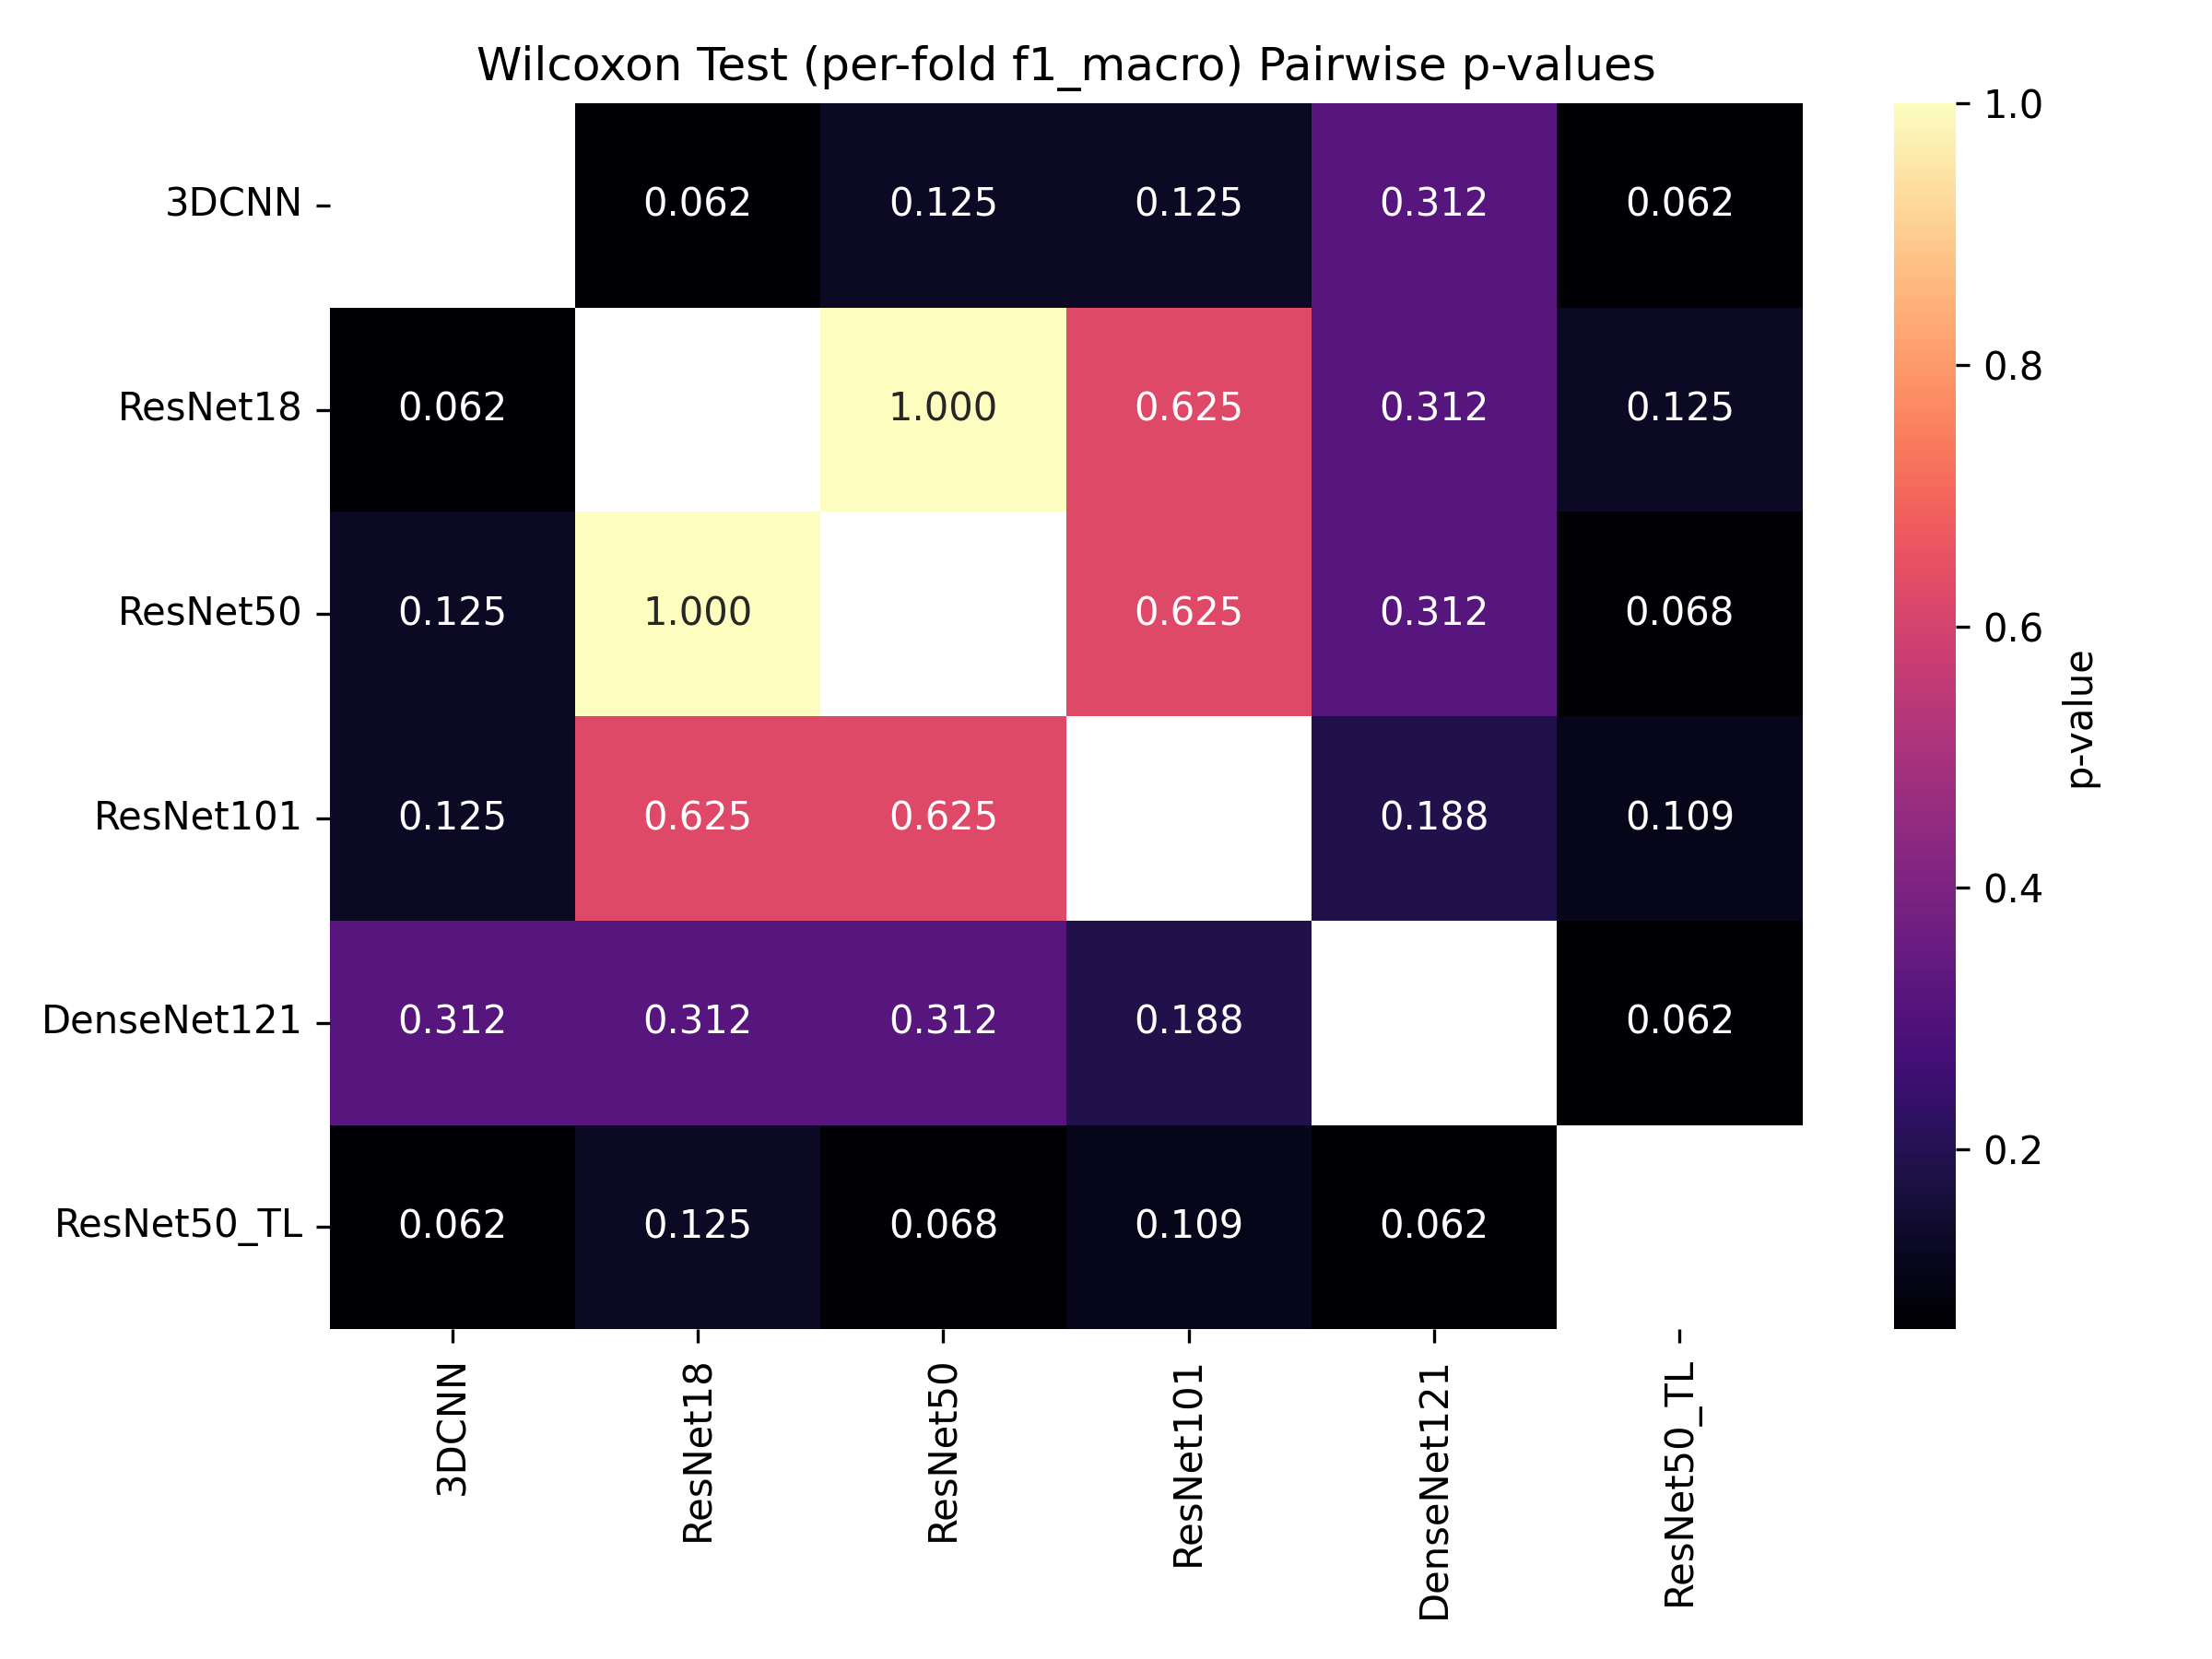 Wilcoxon Test (per-fold f1_macro) Pairwise p-values
3DCNN 0.062 0.125 0.125 0.312 0.062
ResNet18 0.062 1.000 0.625 0.312 0.125
ResNet50 0.125 1.000 0.625 0.312 0.068
ResNet101 0.125 0.625 0.625 0.188 0.109
DenseNet121 0.312 0.312 0.312 0.188 0.062
ResNet50_TL 0.062 0.125 0.068 0.109 0.062
3DCNN
ResNet18
ResNet50
ResNet101
DenseNet121
ResNet50_TL
1.0
0.8
0.6
0.4
0.2
p-value